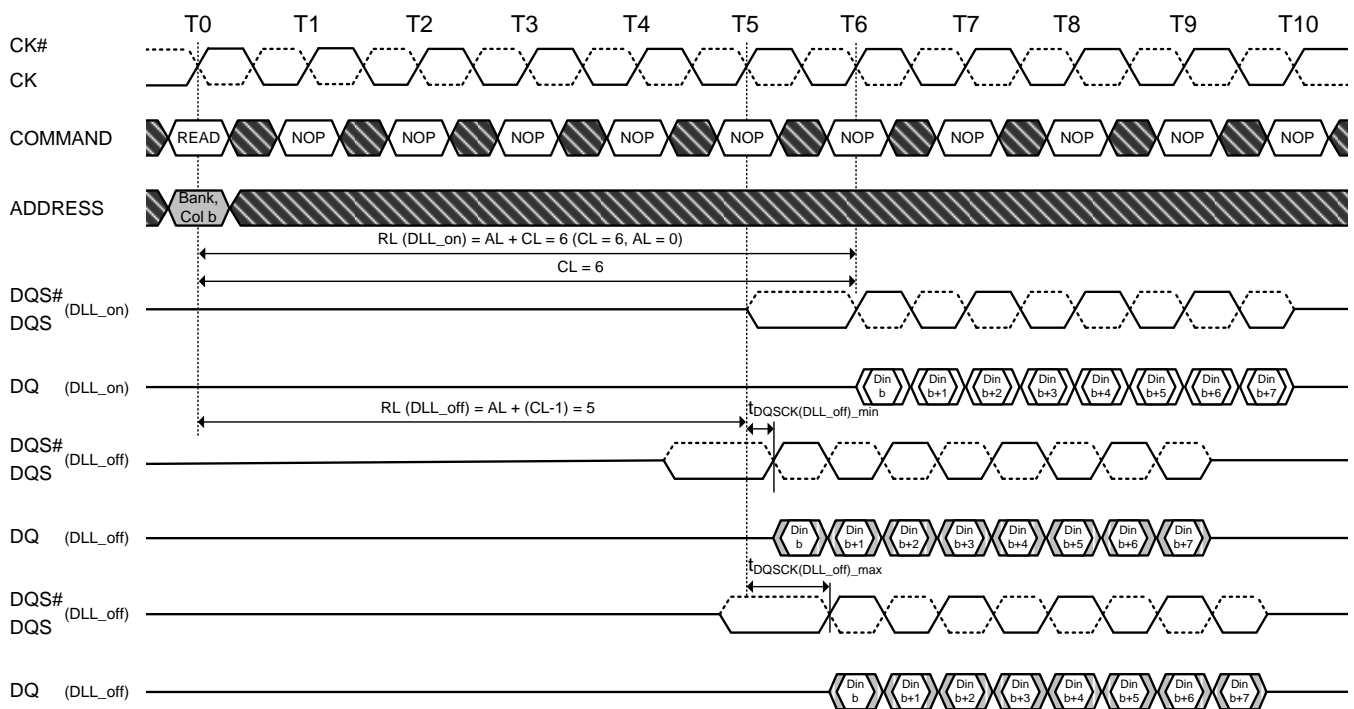 T0 T1 T2 T3 T4 T5 T6 T7 T8 T9 T10
CK#
CK
COMMAND READ NOP NOP NOP NOP NOP NOP NOP NOP NOP NOP
ADDRESS Bank, Col b
RL (DLL_on) = AL + CL = 6 (CL = 6, AL = 0)
CL = 6
DQS# (DLL_on)
DQS
DQ (DLL_on) Din b Din b+1 Din b+2 Din b+3 Din b+4 Din b+5 Din b+6 Din b+7
RL (DLL_off) = AL + (CL-1) = 5 tDQSCK(DLL_off)_min
DQS# (DLL_off)
DQS
DQ (DLL_off) Din b Din b+1 Din b+2 Din b+3 Din b+4 Din b+5 Din b+6 Din b+7
tDQSCK(DLL_off)_max
DQS# (DLL_off)
DQS
DQ (DLL_off) Din b Din b+1 Din b+2 Din b+3 Din b+4 Din b+5 Din b+6 Din b+7